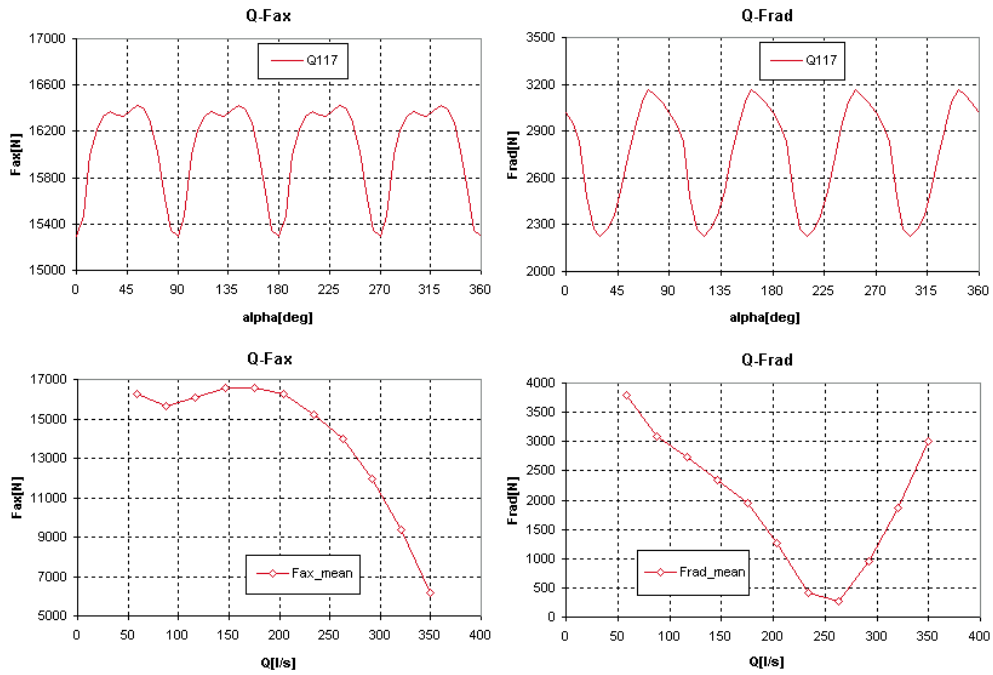 Q-Fax
17000
16600
16200
15800
15400
15000
Fax[N]
Q117
0 45 90 135 180 225 270 315 360
alpha[deg]
Q-Frad
3500
3200
2900
2600
2300
2000
Frad[N]
Q117
0 45 90 135 180 225 270 315 360
alpha[deg]
Q-Fax
17000
15000
13000
11000
9000
7000
5000
Fax[N]
Fax_mean
0 50 100 150 200 250 300 350 400
Q[l/s]
Q-Frad
4000
3500
3000
2500
2000
1500
1000
500
0
Frad[N]
Frad_mean
0 50 100 150 200 250 300 350 400
Q[l/s]